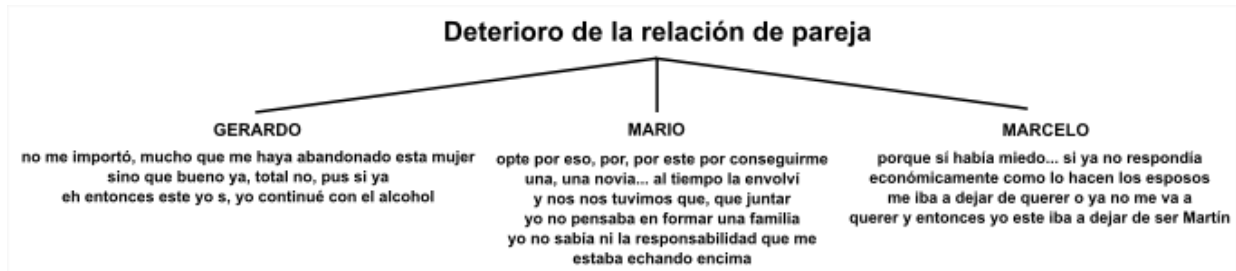 Deterioro de la relación de pareja
GERARDO
no me importó, mucho que me haya abandonado esta mujer
sino que bueno ya, total no, pus si ya
eh entonces este yo s, yo continué con el alcohol
MARIO
opte por eso, por, por este por conseguirme
una, una novia... al tiempo la envolví
y nos nos tuvimos que, que juntar
yo no pensaba en formar una familia
yo no sabía ni la responsabilidad que me
estaba echando encima
MARCELO
porque sí había miedo... si ya no respondía
económicamente como lo hacen los esposos
me iba a dejar de querer o ya no me va a
querer y entonces yo este iba a dejar de ser Martín